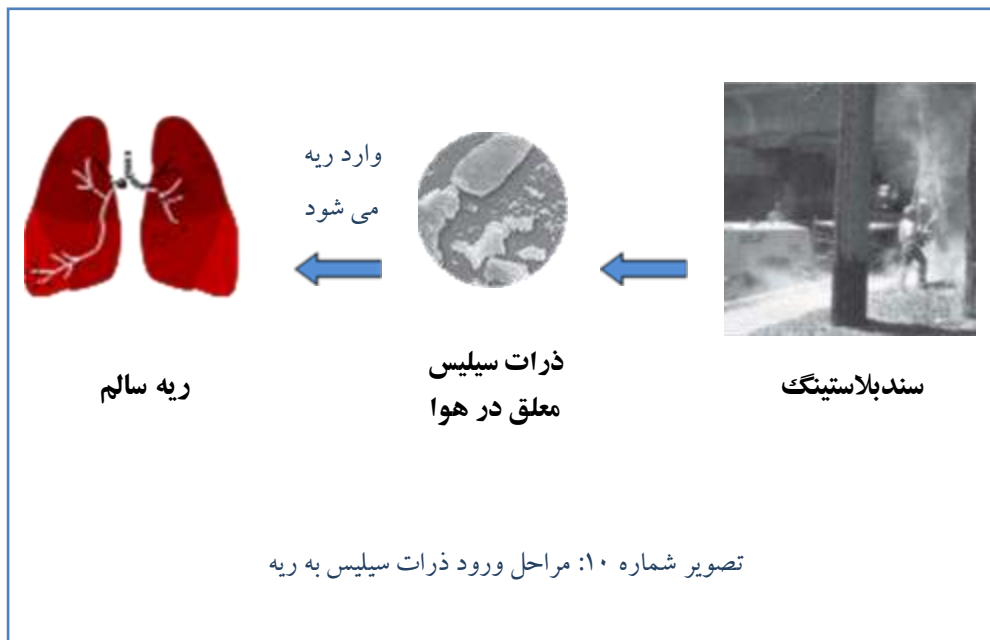 سندبلاستینگ
ذرات سیلیس
معلق در هوا
وارد ریه
می شود
ریه سالم
تصویر شماره ۱۰: مراحل ورود ذرات سیلیس به ریه